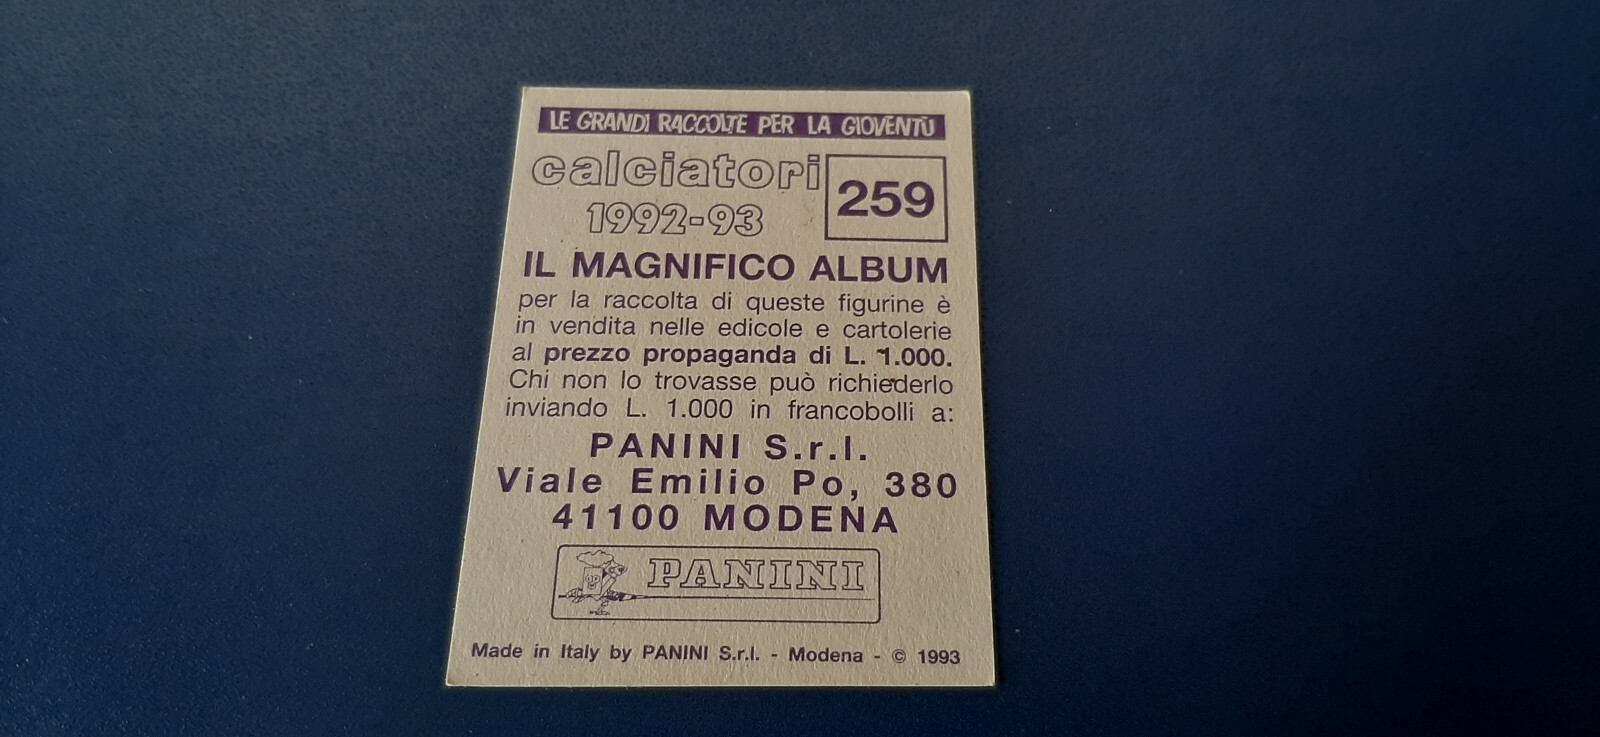 LE GRANDI RACCOLTE PER LA GIOVENTÙ
calciatori
1992-93
259
IL MAGNIFICO ALBUM
per la raccolta di queste figurine è
in vendita nelle edicole e cartolerie
al prezzo propaganda di L. 1.000.
Chi non lo trovasse può richiederlo
inviando L. 1.000 in francobolli a:
PANINI S.r.l.
Viale Emilio Po, 380
41100 MODENA
PANINI
Made in Italy by PANINI S.r.l. - Modena - © 1993